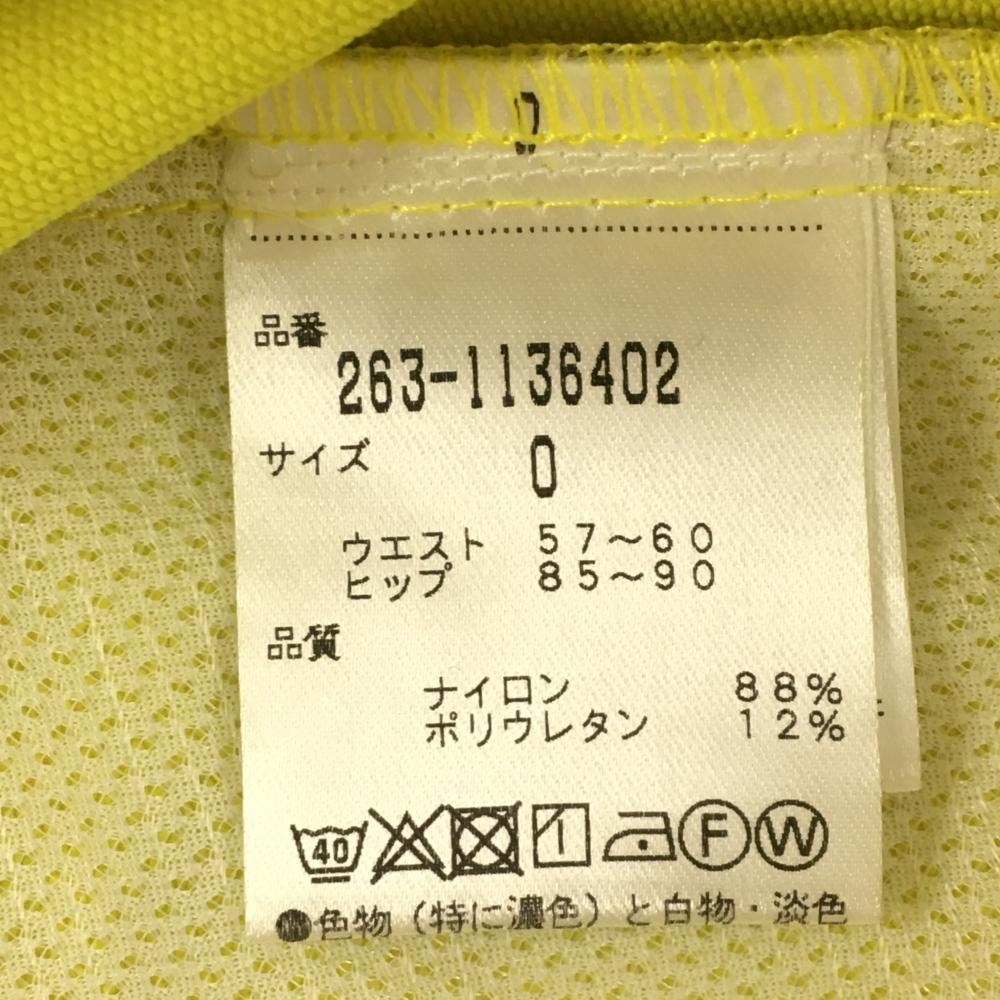 0
品番
263-1136402
サイズ 0
ウエスト 57~60
ヒップ 85~90
品質
ナイロン 88%
ポリウレタン 12%
40 F W
●色物(特に濃色)と白物・淡色